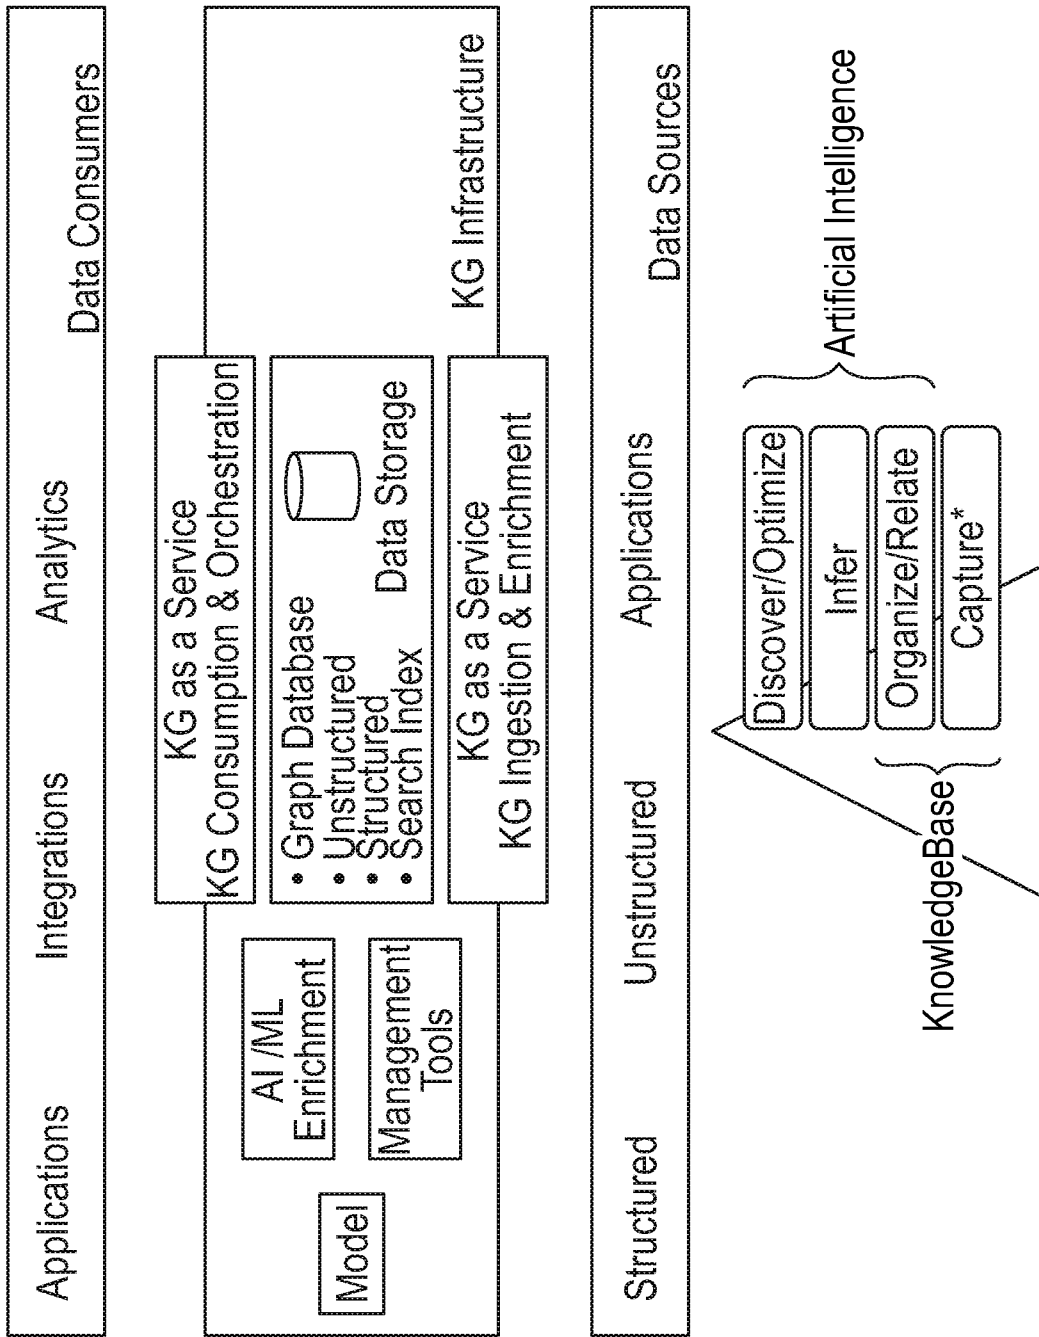 Applications
Integrations
Analytics
Data Consumers
KG as a Service
KG Consumption & Orchestration
Model
AI /ML
Enrichment
Management
Tools
• Graph Database
• Unstructured
• Structured
• Search Index
Data Storage
KG as a Service
KG Ingestion & Enrichment
KG Infrastructure
Structured
Unstructured
Applications
Data Sources
Discover/Optimize
Infer
Organize/Relate
Capture*
Artificial Intelligence
KnowledgeBase